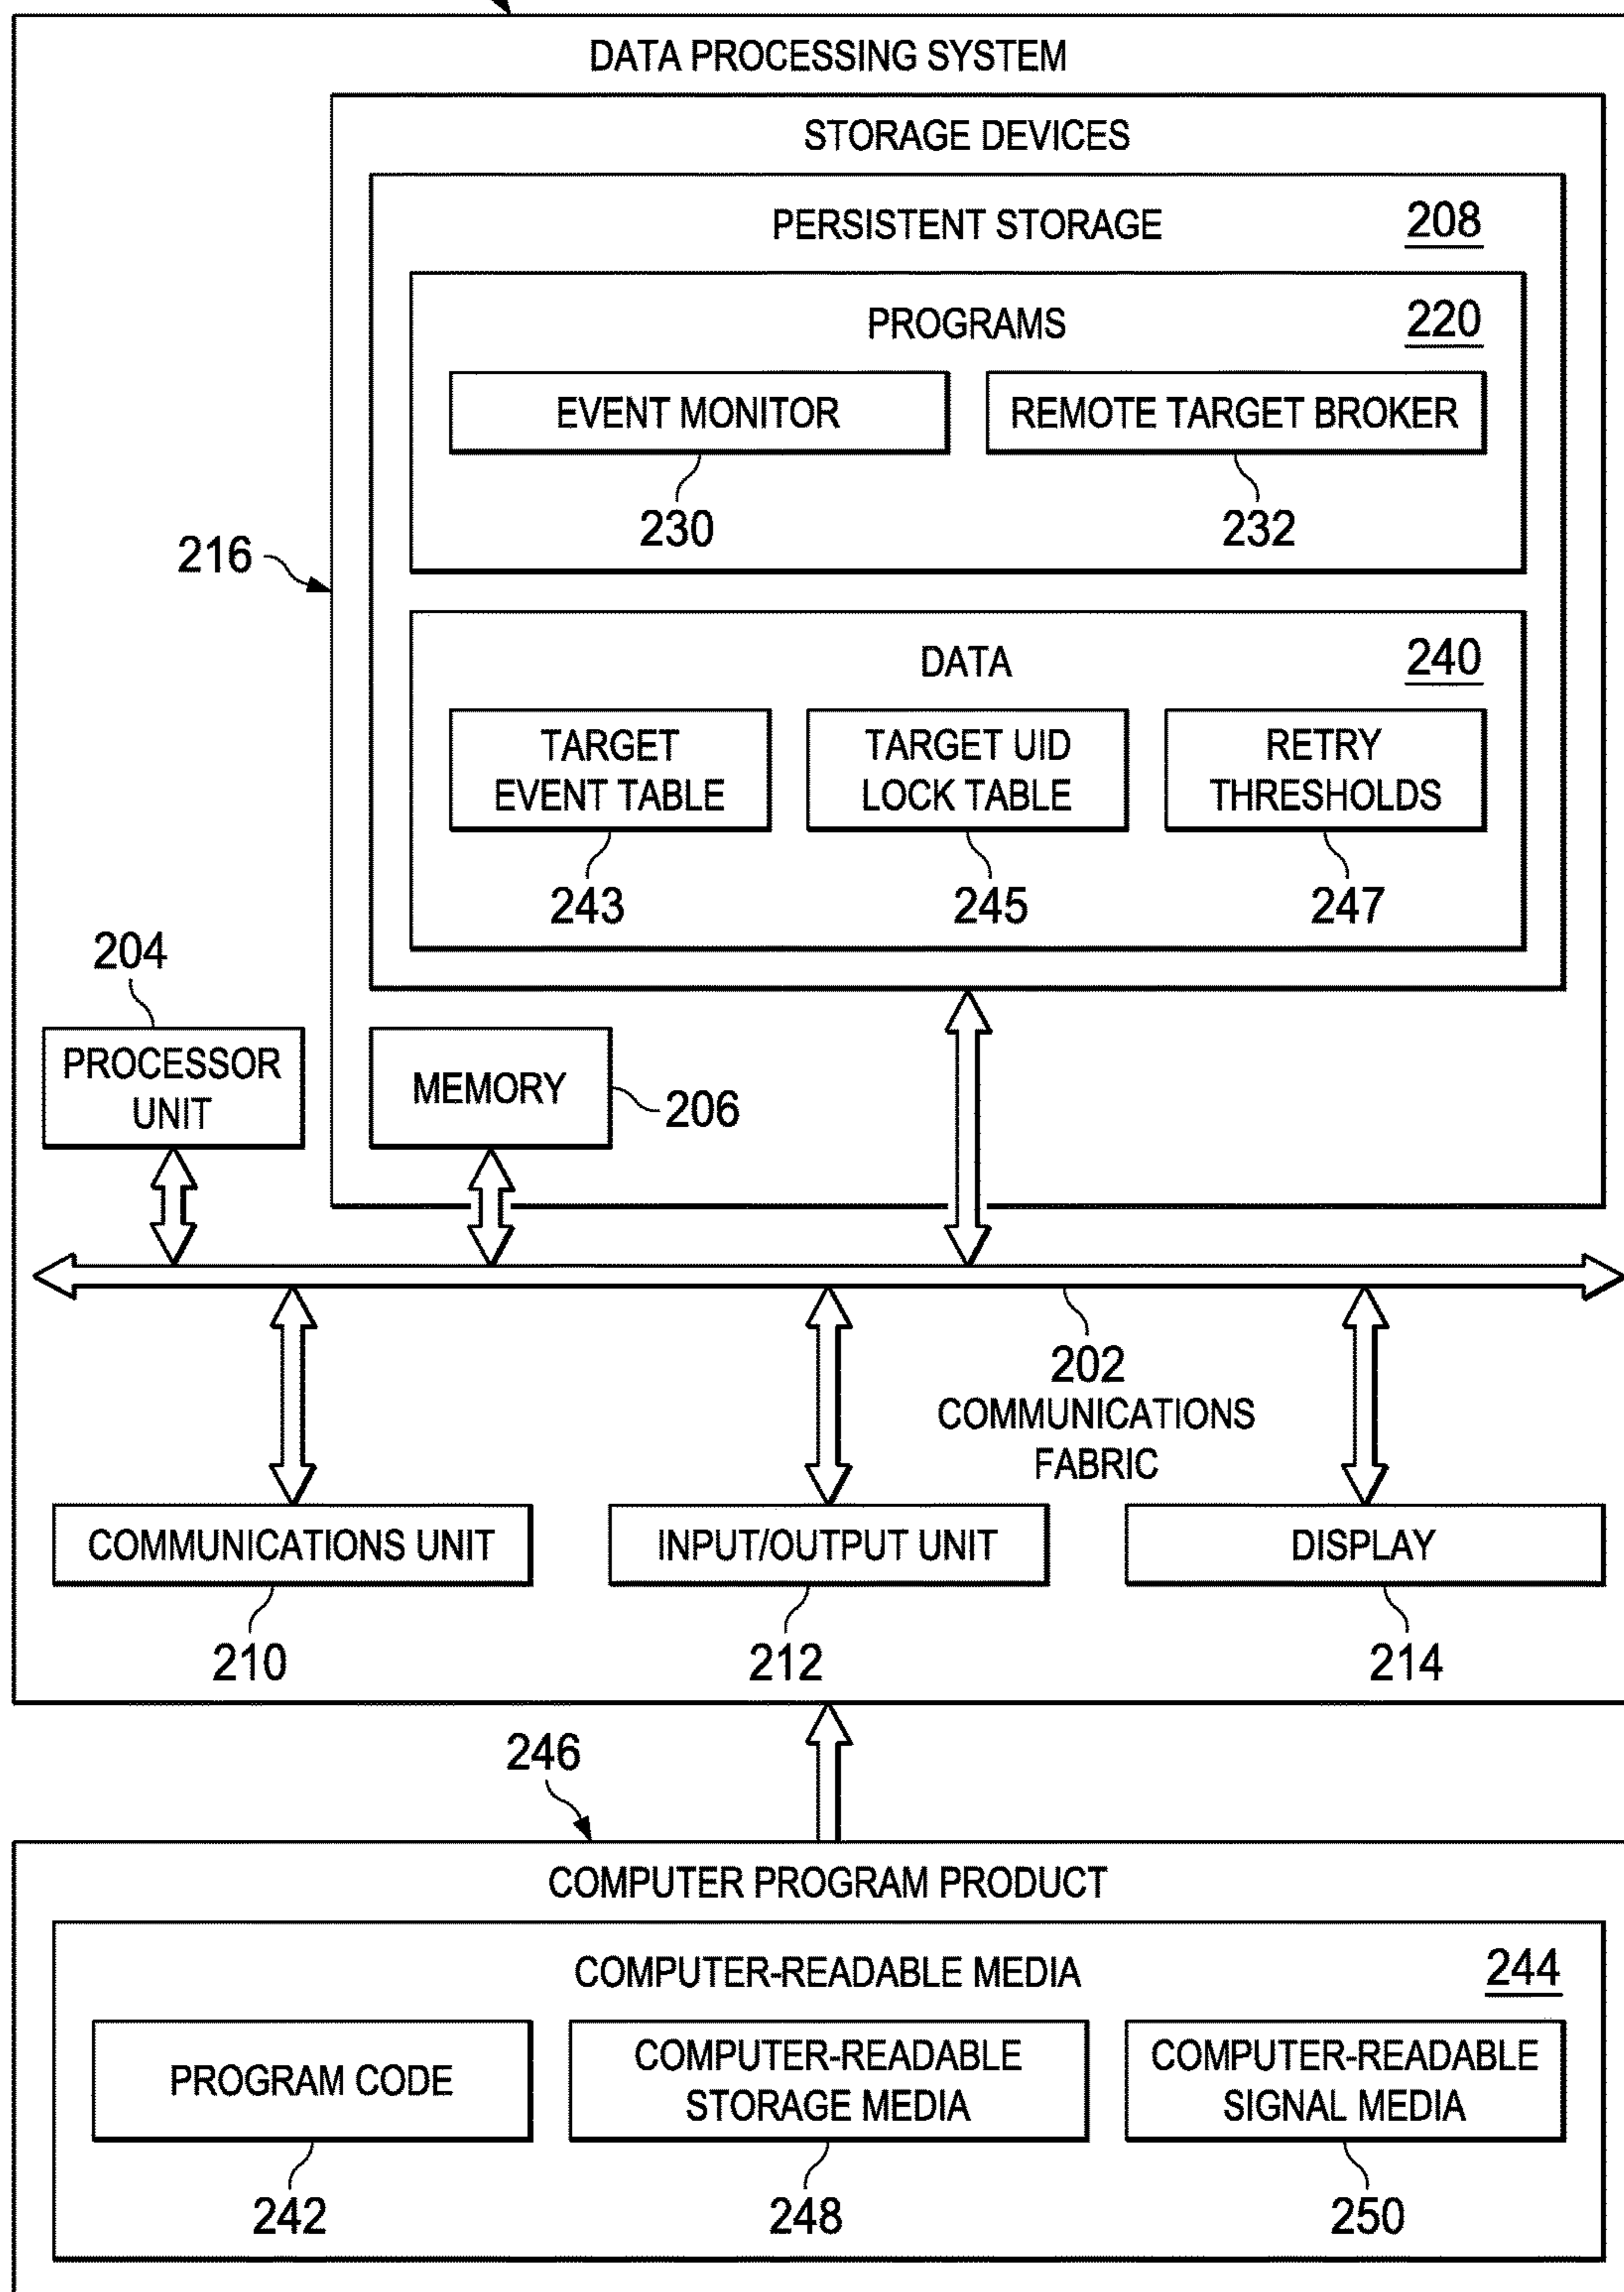 DATA PROCESSING SYSTEM
STORAGE DEVICES
PERSISTENT STORAGE
208
PROGRAMS
220
EVENT MONITOR
REMOTE TARGET BROKER
230
232
216
DATA
240
TARGET
EVENT TABLE
TARGET UID
LOCK TABLE
RETRY
THRESHOLDS
243
245
247
204
PROCESSOR
UNIT
MEMORY
206
202
COMMUNICATIONS
FABRIC
COMMUNICATIONS UNIT
INPUT/OUTPUT UNIT
DISPLAY
210
212
214
246
COMPUTER PROGRAM PRODUCT
COMPUTER-READABLE MEDIA
244
PROGRAM CODE
COMPUTER-READABLE
STORAGE MEDIA
COMPUTER-READABLE
SIGNAL MEDIA
242
248
250